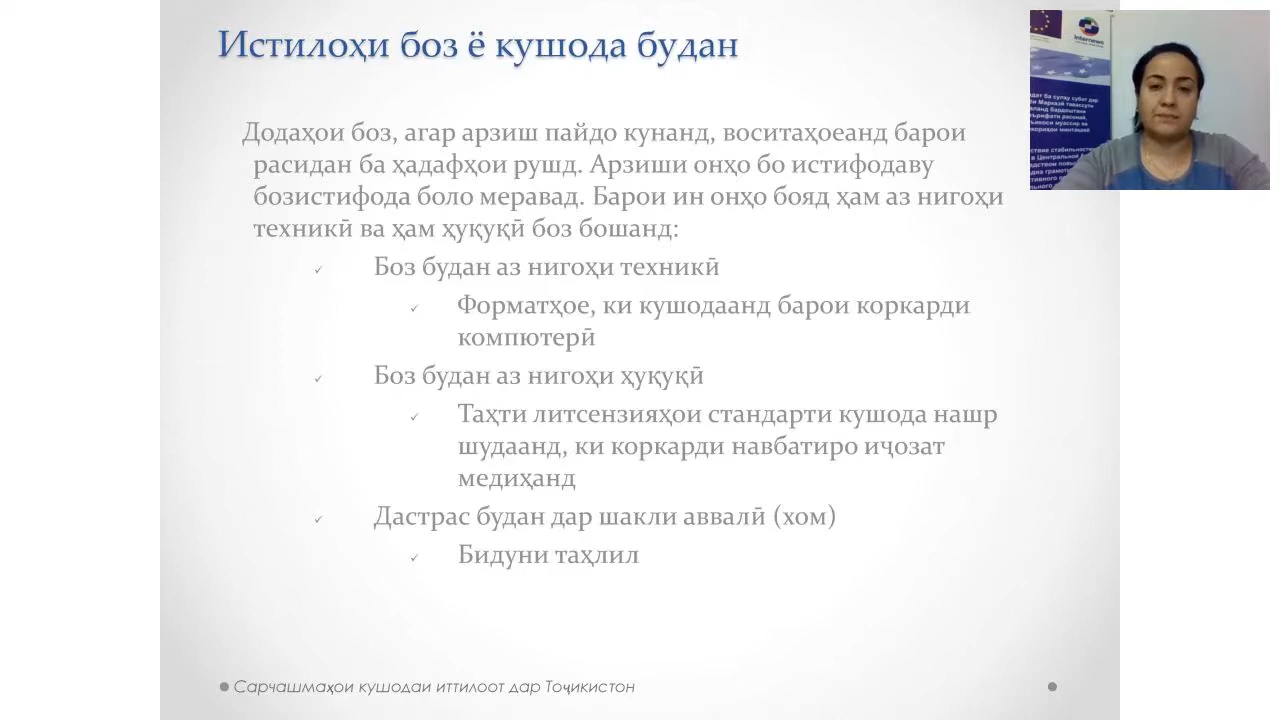 Истилоҳи боз ё кушода будан
Internews
Додаҳои боз, агар арзиш пайдо кунанд, воситаҳоеанд барои
расидан ба ҳадафҳои рушд. Арзиши онҳо бо истифодаву
бозистифода боло меравад. Барои ин онҳо бояд ҳам аз нигоҳи
техникӣ ва ҳам ҳуқуқӣ боз бошанд:
Боз будан аз нигоҳи техникӣ
Форматҳое, ки кушодаанд барои коркарди
компютерӣ
Боз будан аз нигоҳи ҳуқуқӣ
Таҳти литсензияҳои стандарти кушода нашр
шудаанд, ки коркарди навбатиро иҷозат
медиҳанд
Дастрас будан дар шакли аввалӣ (хом)
Бидуни таҳлил
Сарчашмаҳои кушодаи иттилоот дар Тоҷикистон